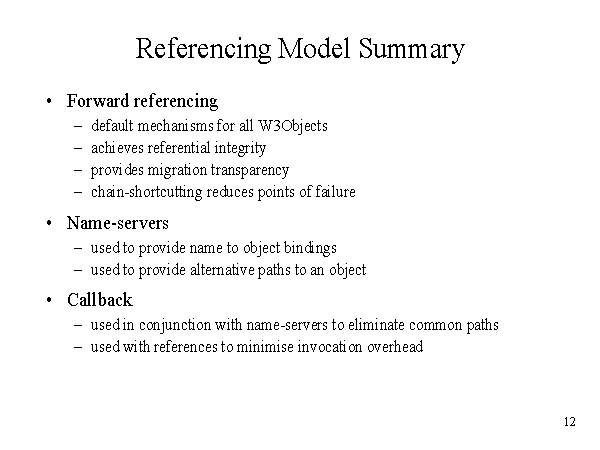 Referencing Model Summary
• Forward referencing
– default mechanisms for all W3Objects
– achieves referential integrity
– provides migration transparency
– chain-shortcutting reduces points of failure
• Name-servers
– used to provide name to object bindings
– used to provide alternative paths to an object
• Callback
– used in conjunction with name-servers to eliminate common paths
– used with references to minimise invocation overhead
12